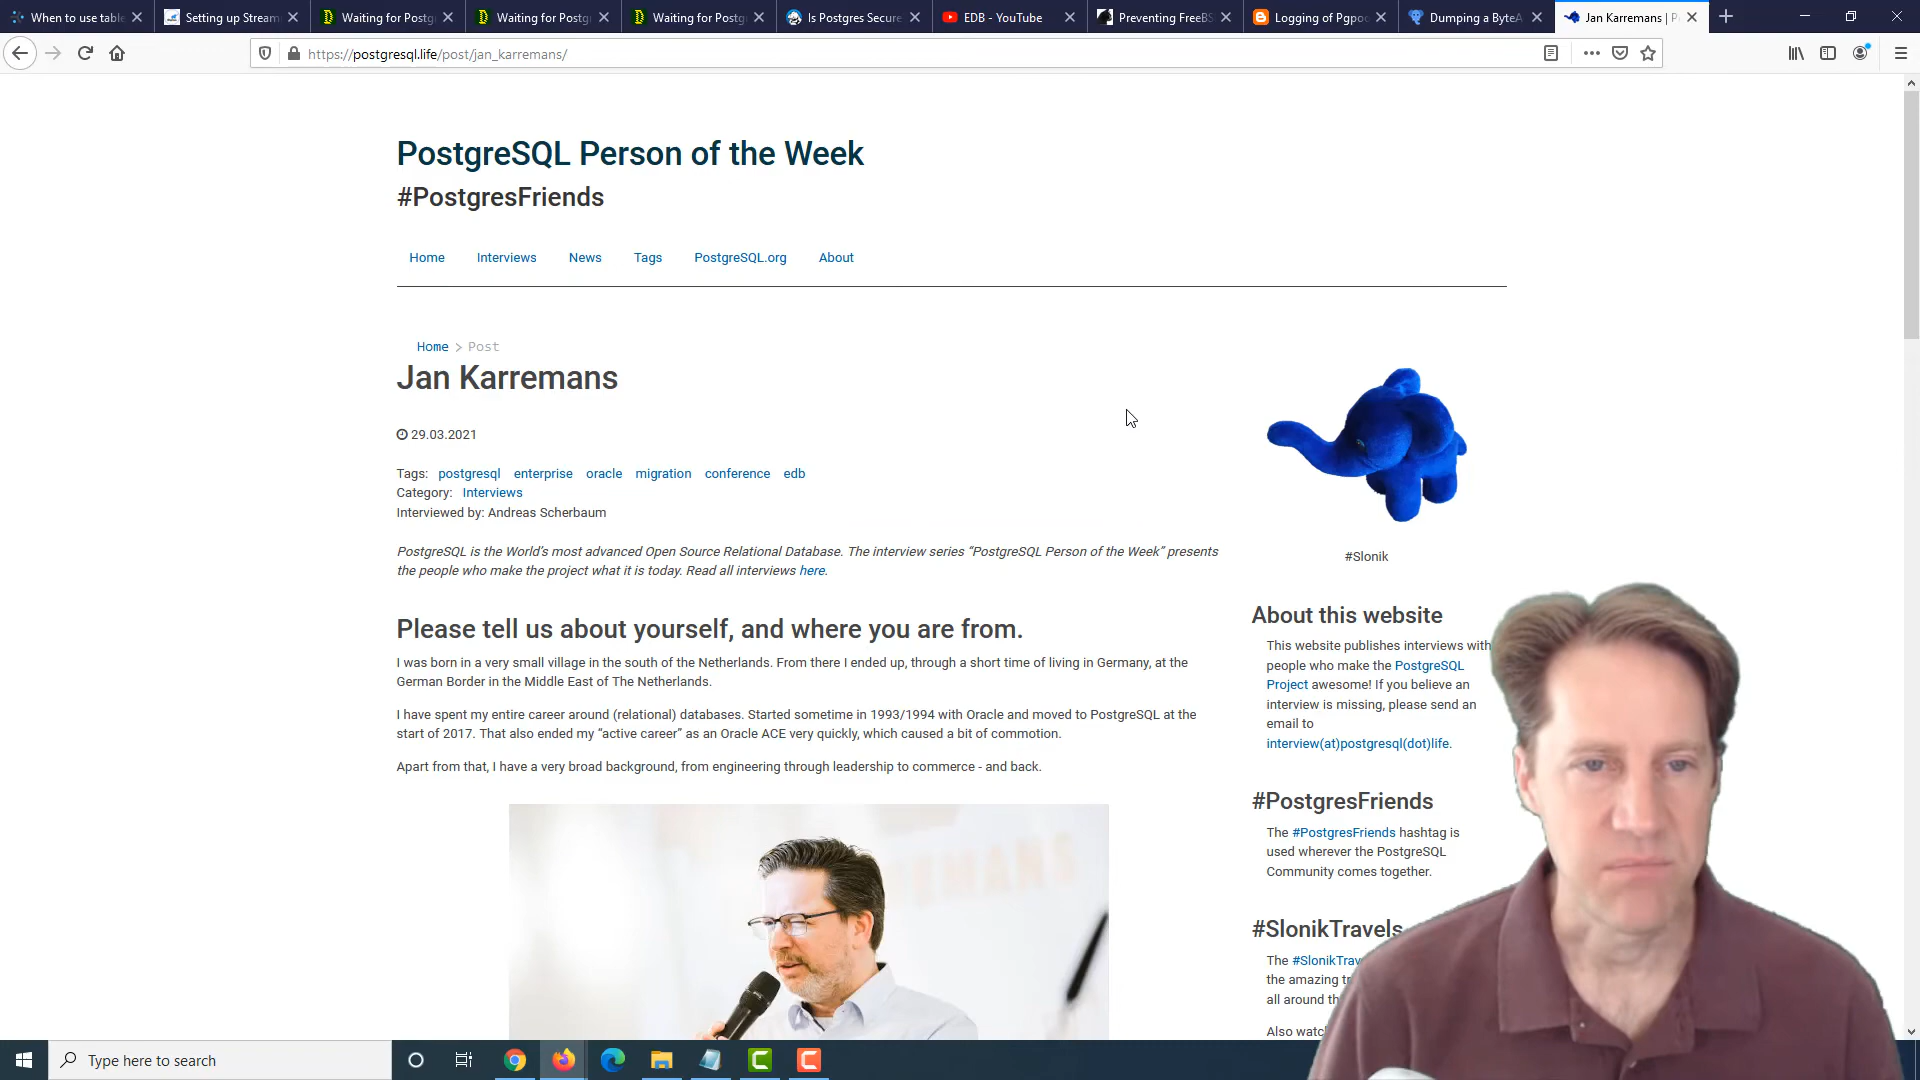 When to use table
Setting up Stream
Waiting for Postgr
Waiting for Postgr
Waiting for Postgr
Is Postgres Secure
EDB - YouTube
Preventing FreeBS
Logging of Pgpoo
Dumping a ByteA
Jan Karremans | P
https://postgresql.life/post/jan_karremans/
PostgreSQL Person of the Week
#PostgresFriends
Home Interviews News Tags PostgreSQL.org About
Home > Post
Jan Karremans
29.03.2021
Tags: postgresql enterprise oracle migration conference edb
Category: Interviews
Interviewed by: Andreas Scherbaum
PostgreSQL is the World's most advanced Open Source Relational Database. The interview series “PostgreSQL Person of the Week” presents
the people who make the project what it is today. Read all interviews here.
Please tell us about yourself, and where you are from.
I was born in a very small village in the south of the Netherlands. From there I ended up, through a short time of living in Germany, at the
German Border in the Middle East of The Netherlands.
I have spent my entire career around (relational) databases. Started sometime in 1993/1994 with Oracle and moved to PostgreSQL at the
start of 2017. That also ended my “active career” as an Oracle ACE very quickly, which caused a bit of commotion.
Apart from that, I have a very broad background, from engineering through leadership to commerce - and back.
#Slonik
About this website
This website publishes interviews with
people who make the PostgreSQL
Project awesome! If you believe an
interview is missing, please send an
email to
interview(at)postgresql(dot)life.
#PostgresFriends
The #PostgresFriends hashtag is
used wherever the PostgreSQL
Community comes together.
#SlonikTravels
The #SlonikTrav
the amazing tr
all around th
Also watc
Type here to search